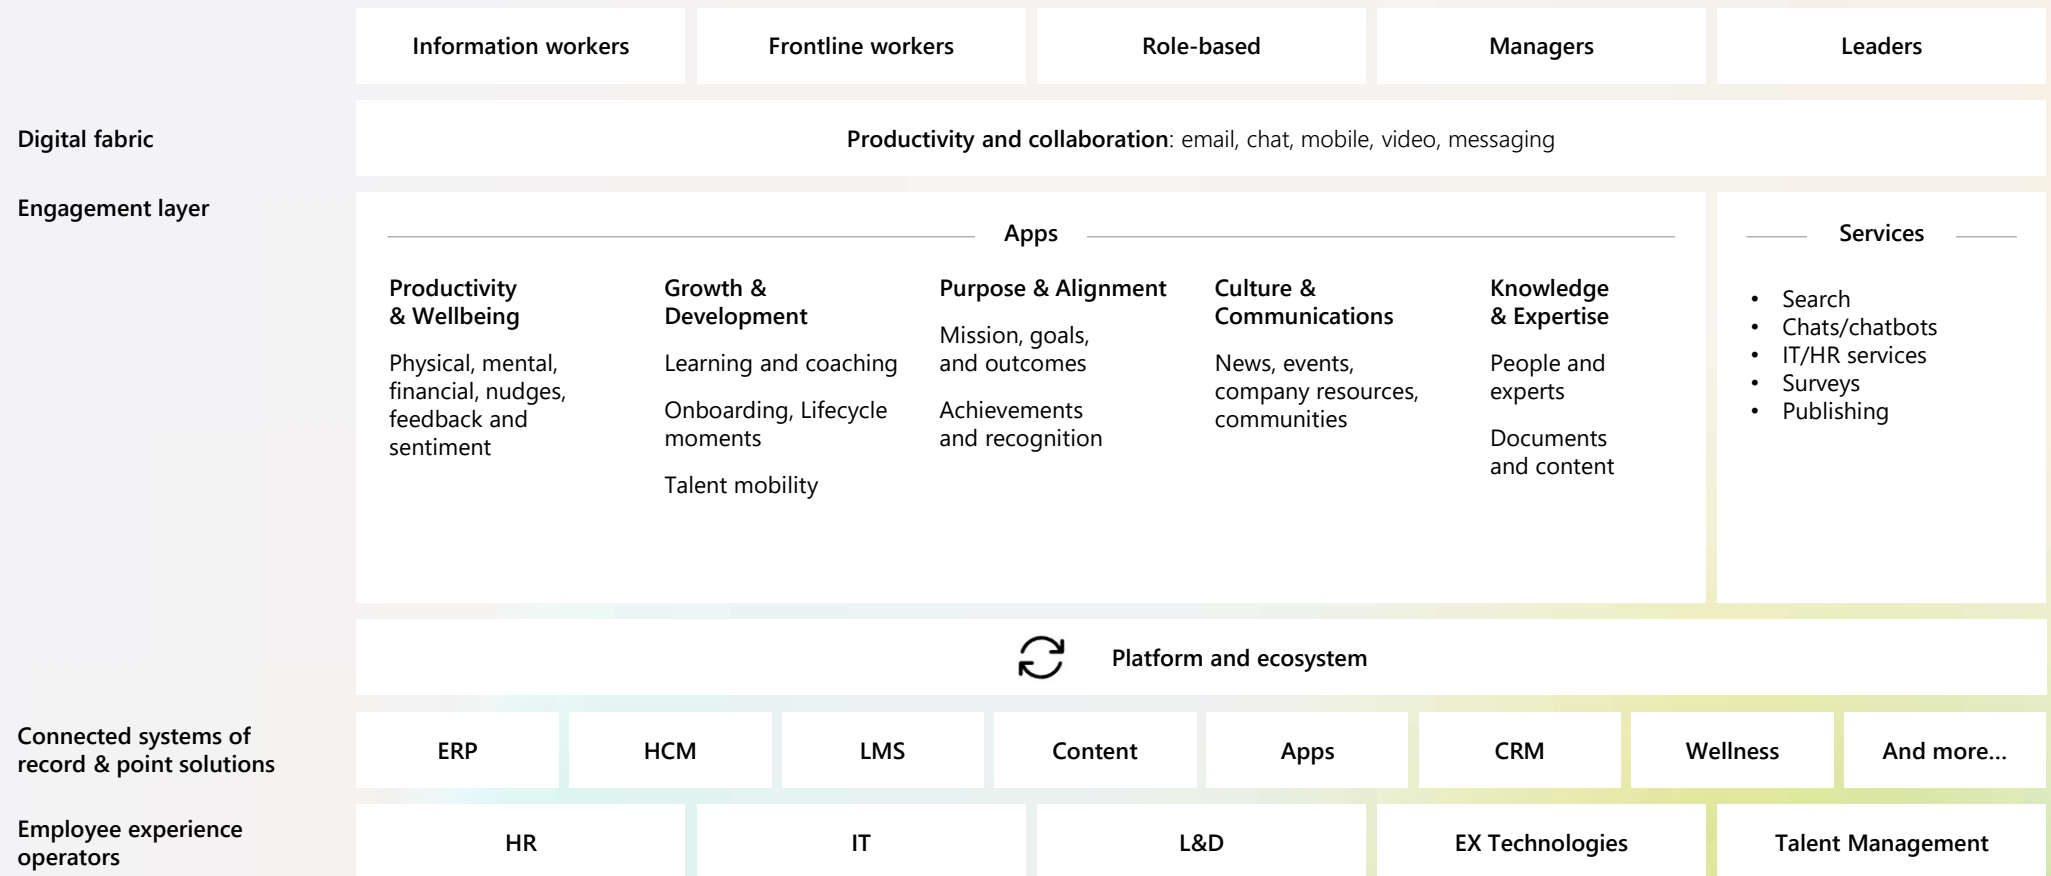 Information workers
Frontline workers
Role-based
Managers
Leaders
Digital fabric
Productivity and collaboration: email, chat, mobile, video, messaging
Engagement layer
Apps
Productivity
& Wellbeing
Physical, mental,
financial, nudges,
feedback and
sentiment
Growth &
Development
Learning and coaching
Onboarding, Lifecycle
moments
Talent mobility
Purpose & Alignment
Mission, goals,
and outcomes
Achievements
and recognition
Culture &
Communications
News, events,
company resources,
communities
Knowledge
& Expertise
People and
experts
Documents
and content
Services
• Search
• Chats/chatbots
• IT/HR services
• Surveys
• Publishing
Platform and ecosystem
Connected systems of
record & point solutions
ERP
HCM
LMS
Content
Apps
CRM
Wellness
And more...
Employee experience
operators
HR
IT
L&D
EX Technologies
Talent Management